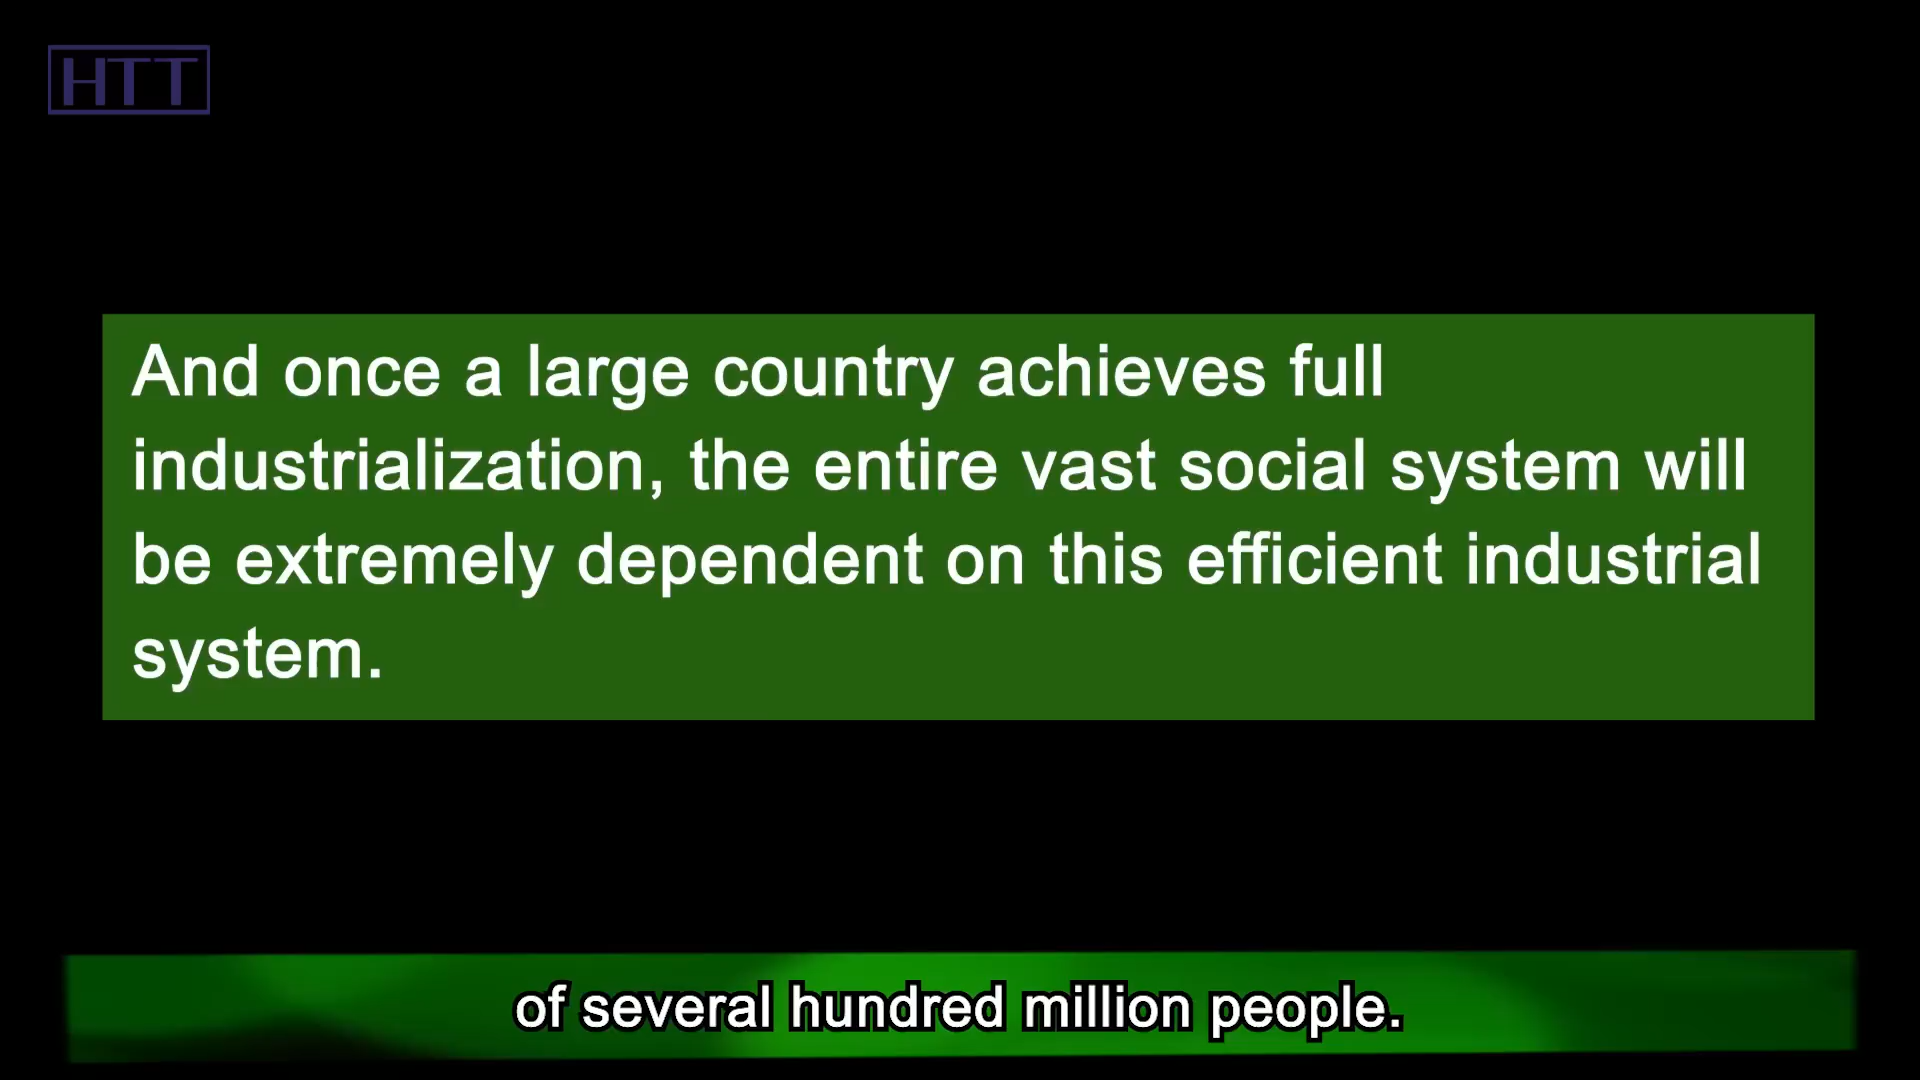 HTT
And once a large country achieves full
industrialization, the entire vast social system will
be extremely dependent on this efficient industrial
system.
of several hundred million people.